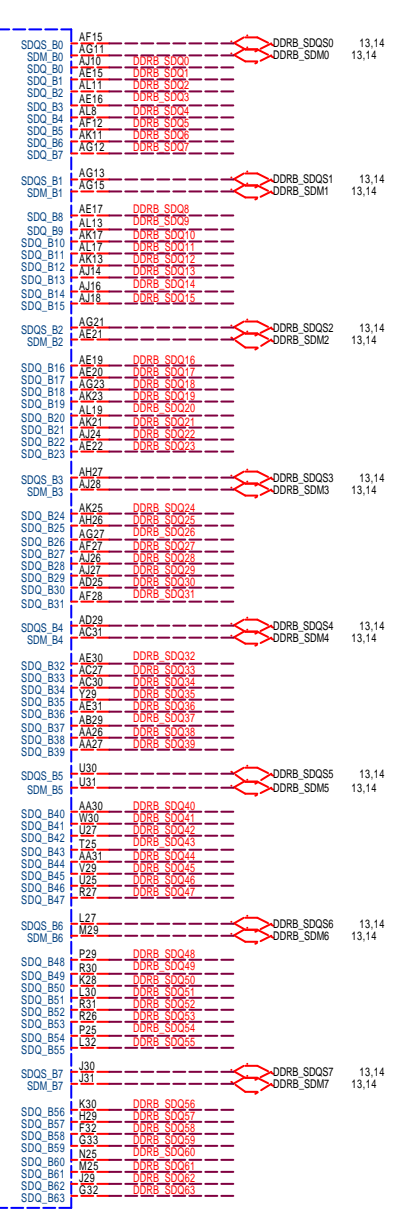 SDQS_B0 AF15 DDRB_SDQS0 13,14
SDM_B0 AG11 DDRB_SDM0 13,14
SDQ_B0 AJ10 DDRB_SDQ0
SDQ_B1 AE15 DDRB_SDQ1
SDQ_B2 AL11 DDRB_SDQ2
SDQ_B3 AE16 DDRB_SDQ3
SDQ_B4 AL8 DDRB_SDQ4
SDQ_B5 AF12 DDRB_SDQ5
SDQ_B6 AK11 DDRB_SDQ6
SDQ_B7 AG12 DDRB_SDQ7
SDQS_B1 AG13 DDRB_SDQS1 13,14
SDM_B1 AG15 DDRB_SDM1 13,14
SDQ_B8 AE17 DDRB_SDQ8
SDQ_B9 AL13 DDRB_SDQ9
SDQ_B10 AK17 DDRB_SDQ10
SDQ_B11 AL17 DDRB_SDQ11
SDQ_B12 AK13 DDRB_SDQ12
SDQ_B13 AJ14 DDRB_SDQ13
SDQ_B14 AJ16 DDRB_SDQ14
SDQ_B15 AJ18 DDRB_SDQ15
SDQS_B2 AG21 DDRB_SDQS2 13,14
SDM_B2 AE21 DDRB_SDM2 13,14
SDQ_B16 AE19 DDRB_SDQ16
SDQ_B17 AE20 DDRB_SDQ17
SDQ_B18 AG23 DDRB_SDQ18
SDQ_B19 AK23 DDRB_SDQ19
SDQ_B20 AL19 DDRB_SDQ20
SDQ_B21 AK21 DDRB_SDQ21
SDQ_B22 AJ24 DDRB_SDQ22
SDQ_B23 AE22 DDRB_SDQ23
SDQS_B3 AH27 DDRB_SDQS3 13,14
SDM_B3 AJ28 DDRB_SDM3 13,14
SDQ_B24 AK25 DDRB_SDQ24
SDQ_B25 AH26 DDRB_SDQ25
SDQ_B26 AG27 DDRB_SDQ26
SDQ_B27 AF27 DDRB_SDQ27
SDQ_B28 AJ26 DDRB_SDQ28
SDQ_B29 AJ27 DDRB_SDQ29
SDQ_B30 AD25 DDRB_SDQ30
SDQ_B31 AF28 DDRB_SDQ31
SDQS_B4 AD29 DDRB_SDQS4 13,14
SDM_B4 AC31 DDRB_SDM4 13,14
SDQ_B32 AE30 DDRB_SDQ32
SDQ_B33 AC27 DDRB_SDQ33
SDQ_B34 AC30 DDRB_SDQ34
SDQ_B35 Y29 DDRB_SDQ35
SDQ_B36 AE31 DDRB_SDQ36
SDQ_B37 AB29 DDRB_SDQ37
SDQ_B38 AA26 DDRB_SDQ38
SDQ_B39 AA27 DDRB_SDQ39
SDQS_B5 U30 DDRB_SDQS5 13,14
SDM_B5 U31 DDRB_SDM5 13,14
SDQ_B40 AA30 DDRB_SDQ40
SDQ_B41 W30 DDRB_SDQ41
SDQ_B42 U27 DDRB_SDQ42
SDQ_B43 T25 DDRB_SDQ43
SDQ_B44 AA31 DDRB_SDQ44
SDQ_B45 V29 DDRB_SDQ45
SDQ_B46 U25 DDRB_SDQ46
SDQ_B47 R27 DDRB_SDQ47
SDQS_B6 L27 DDRB_SDQS6 13,14
SDM_B6 M29 DDRB_SDM6 13,14
SDQ_B48 P29 DDRB_SDQ48
SDQ_B49 R30 DDRB_SDQ49
SDQ_B50 K28 DDRB_SDQ50
SDQ_B51 L30 DDRB_SDQ51
SDQ_B52 R31 DDRB_SDQ52
SDQ_B53 R26 DDRB_SDQ53
SDQ_B54 P25 DDRB_SDQ54
SDQ_B55 L32 DDRB_SDQ55
SDQS_B7 J30 DDRB_SDQS7 13,14
SDM_B7 J31 DDRB_SDM7 13,14
SDQ_B56 K30 DDRB_SDQ56
SDQ_B57 H29 DDRB_SDQ57
SDQ_B58 F32 DDRB_SDQ58
SDQ_B59 G33 DDRB_SDQ59
SDQ_B60 N25 DDRB_SDQ60
SDQ_B61 M25 DDRB_SDQ61
SDQ_B62 J29 DDRB_SDQ62
SDQ_B63 G32 DDRB_SDQ63